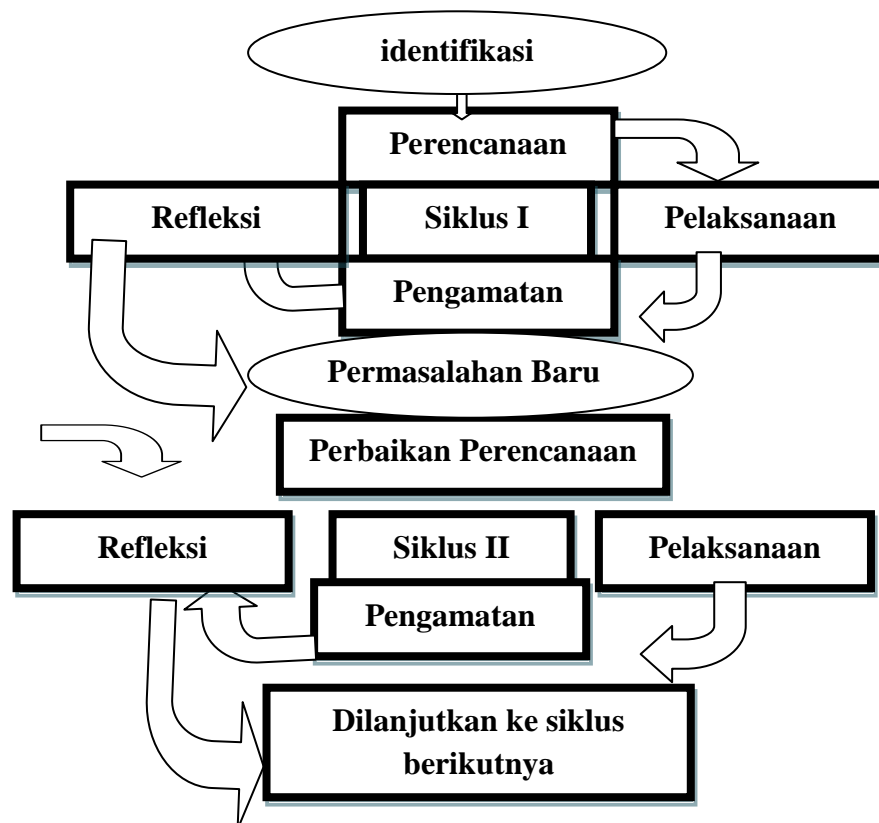 identifikasi
Perencanaan
Refleksi
Siklus I
Pelaksanaan
Pengamatan
Permasalahan Baru
Perbaikan Perencanaan
Refleksi
Siklus II
Pelaksanaan
Pengamatan
Dilanjutkan ke siklus
berikutnya